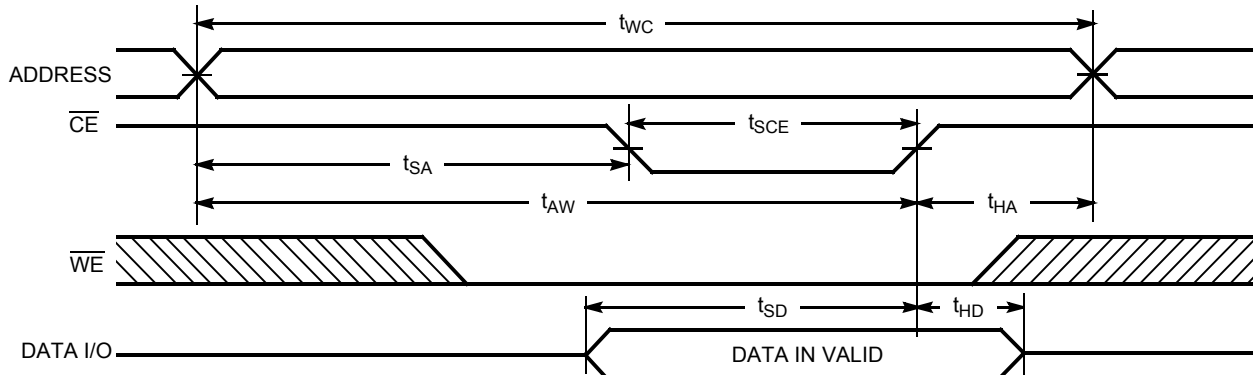 tWC
ADDRESS
CE
tSCE
tSA
tAW
tHA
WE
tSD
tHD
DATA I/O
DATA IN VALID